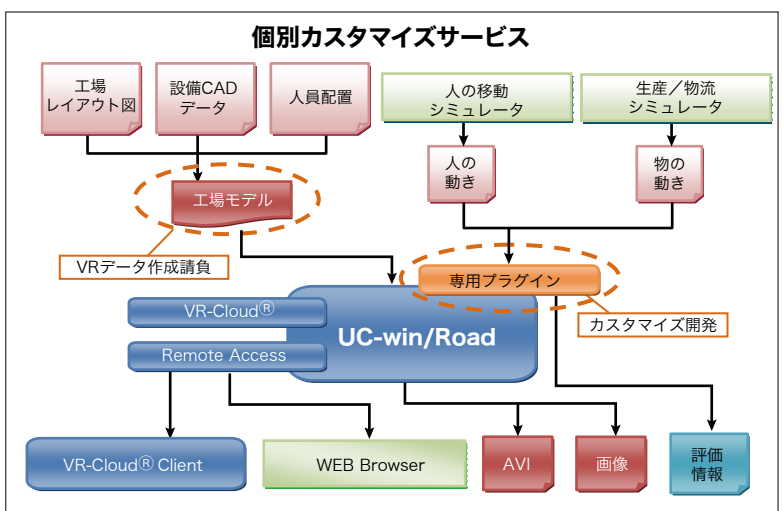 個別カスタマイズサービス
工場
レイアウト図
設備CAD
データ
人員配置
人の移動
シミュレータ
生産／物流
シミュレータ
人の
動き
物の
動き
工場モデル
VRデータ作成請負
専用プラグイン
カスタマイズ開発
VR-Cloud®
UC-win/Road
Remote Access
VR-Cloud® Client
WEB Browser
AVI
画像
評価
情報